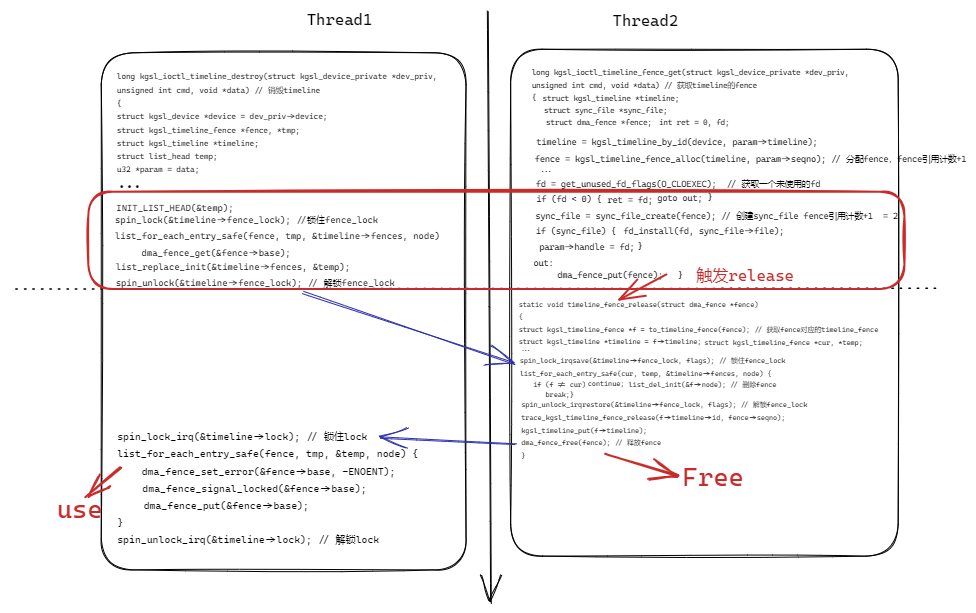 Thread1
long kgsl_ioctl_timeline_destroy(struct kgsl_device_private *dev_priv,
unsigned int cmd, void *data) // 销毁timeline
{
struct kgsl_device *device = dev_priv->device;
struct kgsl_timeline_fence *fence, *tmp;
struct kgsl_timeline *timeline;
struct list_head temp;
u32 *param = data;
...
INIT_LIST_HEAD(&temp);
spin_lock(&timeline->fence_lock); //锁住fence_lock
list_for_each_entry_safe(fence, tmp, &timeline->fences, node)
dma_fence_get(&fence->base);
list_replace_init(&timeline->fences, &temp);
spin_unlock(&timeline->fence_lock); // 解锁fence_lock
spin_lock_irq(&timeline->lock); // 锁住lock
list_for_each_entry_safe(fence, tmp, &temp, node) {
dma_fence_set_error(&fence->base, -ENOENT);
dma_fence_signal_locked(&fence->base);
dma_fence_put(&fence->base);
}
spin_unlock_irq(&timeline->lock); // 解锁lock
use
Thread2
long kgsl_ioctl_timeline_fence_get(struct kgsl_device_private *dev_priv,
unsigned int cmd, void *data) // 获取timeline的fence
{ struct kgsl_timeline *timeline;
struct sync_file *sync_file;
struct dma_fence *fence; int ret = 0, fd;
timeline = kgsl_timeline_by_id(device, param->timeline);
fence = kgsl_timeline_fence_alloc(timeline, param->seqno); // 分配fence，fence引用计数+1
...
fd = get_unused_fd_flags(O_CLOEXEC); // 获取一个未使用的fd
if (fd < 0) { ret = fd; goto out; }
sync_file = sync_file_create(fence); // 创建sync_file fence引用计数+1 = 2
if (sync_file) { fd_install(fd, sync_file->file);
param->handle = fd; }
out:
dma_fence_put(fence); }
触发release
static void timeline_fence_release(struct dma_fence *fence)
{
struct kgsl_timeline_fence *f = to_timeline_fence(fence); // 获取fence对应的timeline_fence
struct kgsl_timeline *timeline = f->timeline; struct kgsl_timeline_fence *cur, *temp;
...
spin_lock_irqsave(&timeline->fence_lock, flags); // 锁住fence_lock
list_for_each_entry_safe(cur, temp, &timeline->fences, node) {
if (f != cur) continue; list_del_init(&f->node); // 删除fence
break;}
spin_unlock_irqrestore(&timeline->fence_lock, flags); // 解锁fence_lock
trace_kgsl_timeline_fence_release(f->timeline->id, fence->seqno);
kgsl_timeline_put(f->timeline);
dma_fence_free(fence); // 释放fence
}
Free